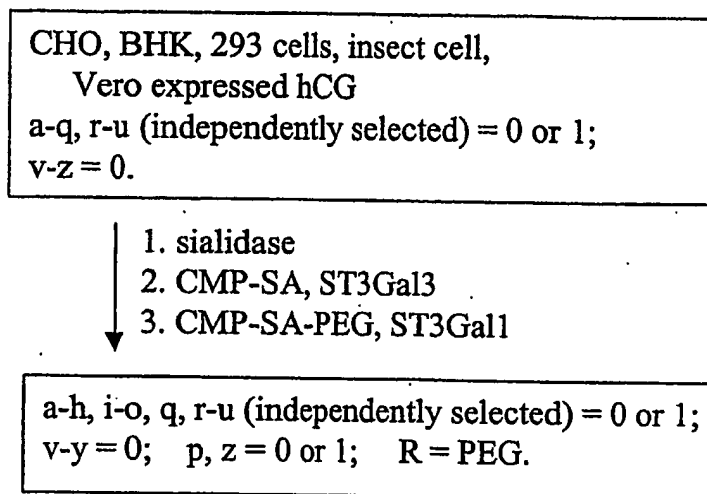 CHO, BHK, 293 cells, insect cell,
Vero expressed hCG
a-q, r-u (independently selected) = 0 or 1;
v-z = 0.
1. sialidase
2. CMP-SA, ST3Gal3
3. CMP-SA-PEG, ST3Gal1
a-h, i-o, q, r-u (independently selected) = 0 or 1;
v-y = 0; p, z = 0 or 1; R = PEG.